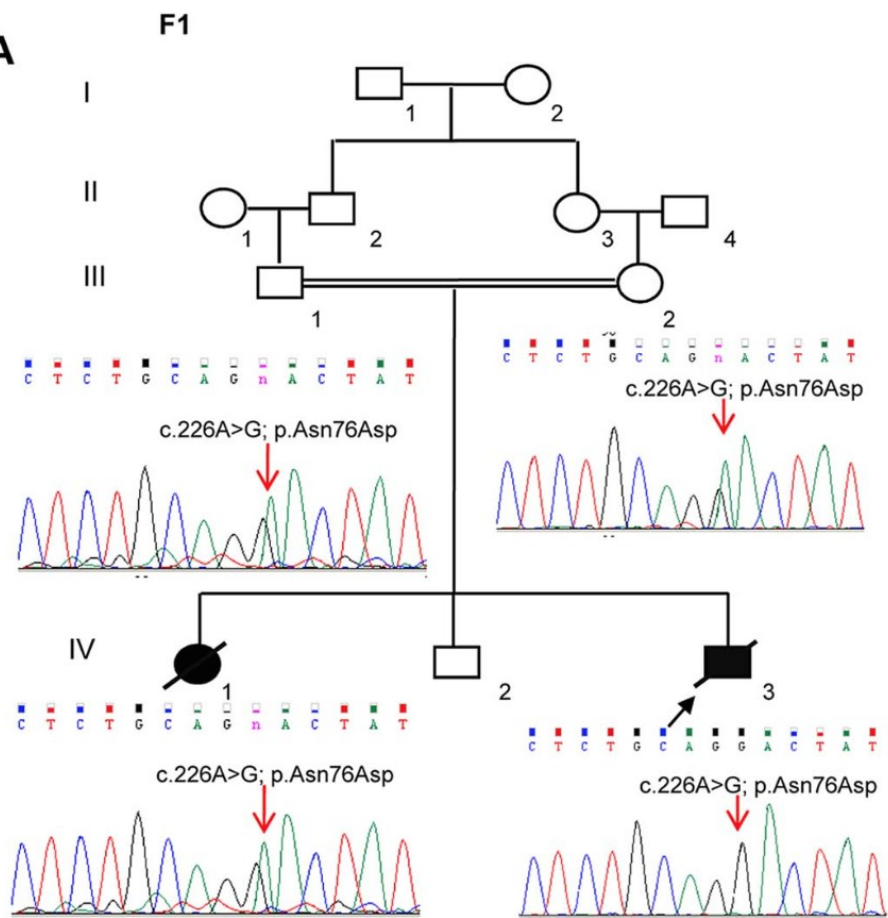 A
F1
I
1
2
II
1
2
3
4
III
1
2
C T C T G C A G n A C T A T
c.226A>G; p.Asn76Asp
C T C T G C A G n A C T A T
c.226A>G; p.Asn76Asp
IV
1
2
3
C T C T G C A G n A C T A T
c.226A>G; p.Asn76Asp
C T C T G C A G G A C T A T
c.226A>G; p.Asn76Asp